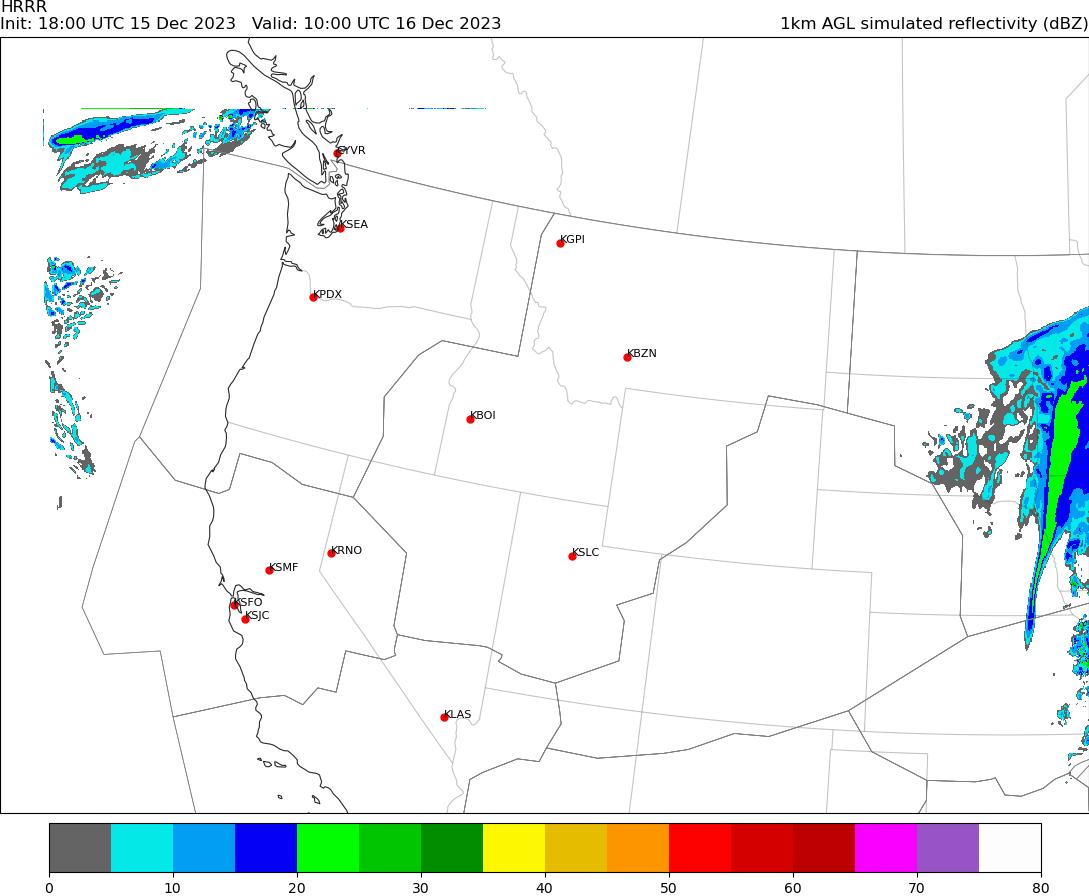 HRRR
Init: 18:00 UTC 15 Dec 2023   Valid: 10:00 UTC 16 Dec 2023   1km AGL simulated reflectivity (dBZ)
CYVR
KSEA
KGPI
KPDX
KBZN
KBOI
KRNO
KSLC
KSMF
KSFO
KSJC
KLAS
0 10 20 30 40 50 60 70 80